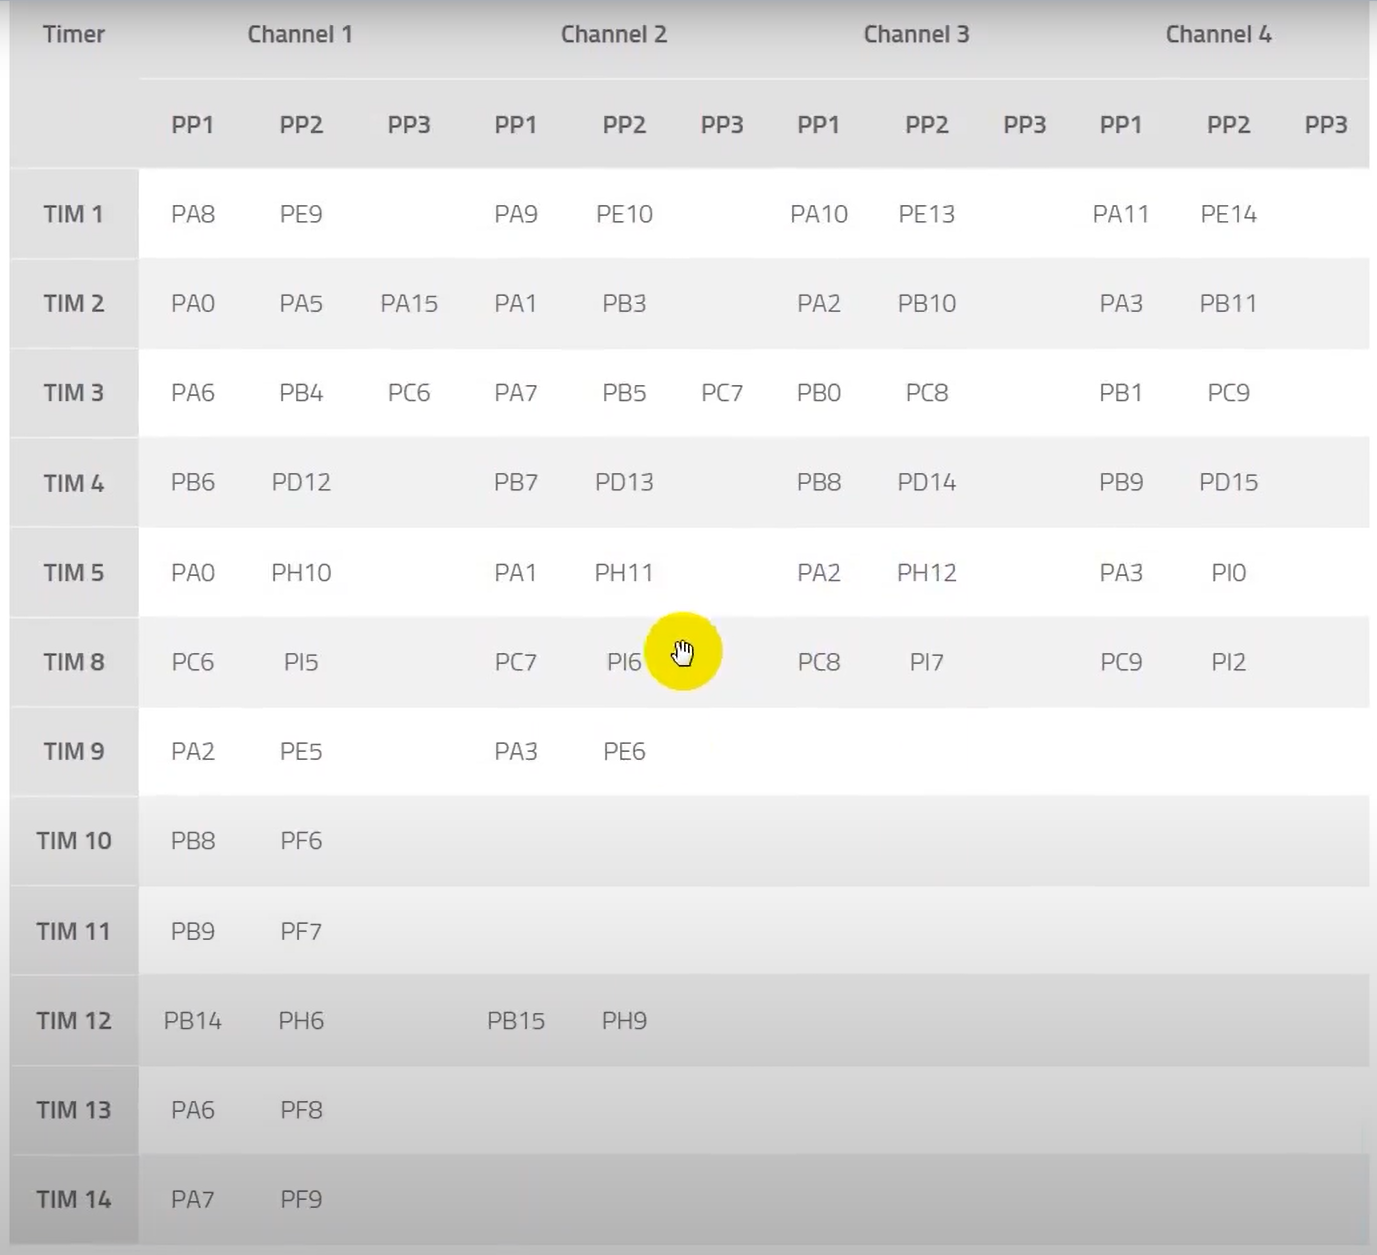 Timer Channel 1 Channel 2 Channel 3 Channel 4
PP1 PP2 PP3 PP1 PP2 PP3 PP1 PP2 PP3 PP1 PP2 PP3
TIM 1 PA8 PE9 PA9 PE10 PA10 PE13 PA11 PE14
TIM 2 PA0 PA5 PA15 PA1 PB3 PA2 PB10 PA3 PB11
TIM 3 PA6 PB4 PC6 PA7 PB5 PC7 PB0 PC8 PB1 PC9
TIM 4 PB6 PD12 PB7 PD13 PB8 PD14 PB9 PD15
TIM 5 PA0 PH10 PA1 PH11 PA2 PH12 PA3 PI0
TIM 8 PC6 PI5 PC7 PI6 PC8 PI7 PC9 PI2
TIM 9 PA2 PE5 PA3 PE6
TIM 10 PB8 PF6
TIM 11 PB9 PF7
TIM 12 PB14 PH6 PB15 PH9
TIM 13 PA6 PF8
TIM 14 PA7 PF9